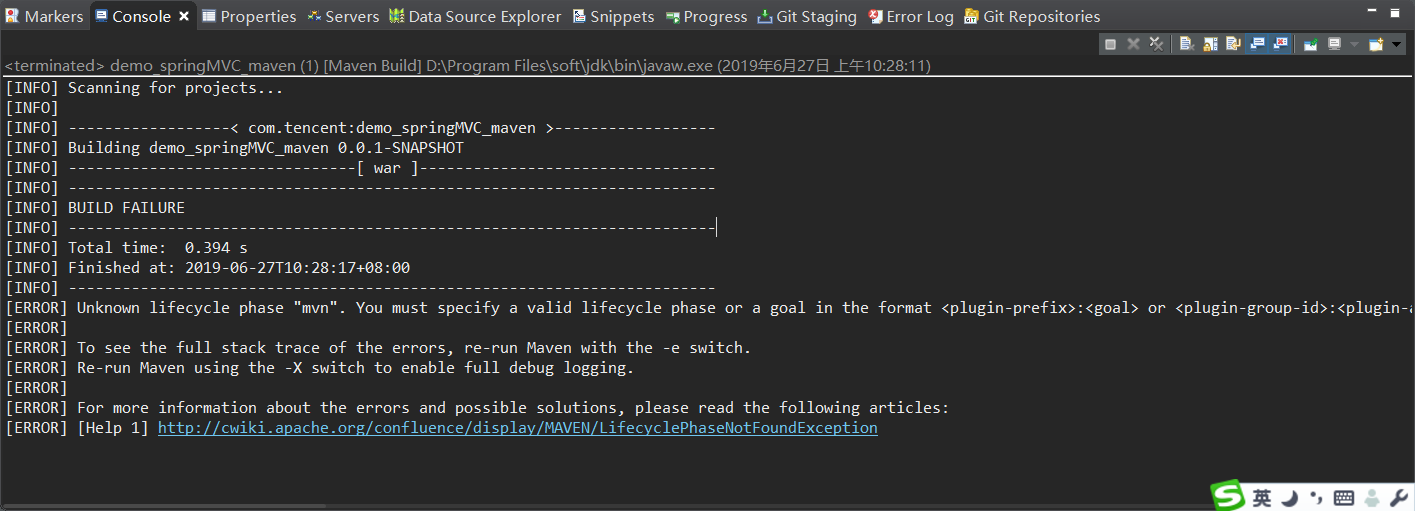 Markers Console Properties Servers Data Source Explorer Snippets Progress Git Staging Error Log Git Repositories
<terminated> demo_springMVC_maven (1) [Maven Build] D:\Program Files\soft\jdk\bin\javaw.exe (2019年6月27日 上午10:28:11)
[INFO] Scanning for projects...
[INFO]
[INFO] ------------------< com.tencent:demo_springMVC_maven >------------------
[INFO] Building demo_springMVC_maven 0.0.1-SNAPSHOT
[INFO] --------------------------------[ war ]---------------------------------
[INFO] ------------------------------------------------------------------------
[INFO] BUILD FAILURE
[INFO] ------------------------------------------------------------------------
[INFO] Total time:  0.394 s
[INFO] Finished at: 2019-06-27T10:28:17+08:00
[INFO] ------------------------------------------------------------------------
[ERROR] Unknown lifecycle phase "mvn". You must specify a valid lifecycle phase or a goal in the format <plugin-prefix>:<goal> or <plugin-group-id>:<plugin-a
[ERROR]
[ERROR] To see the full stack trace of the errors, re-run Maven with the -e switch.
[ERROR] Re-run Maven using the -X switch to enable full debug logging.
[ERROR]
[ERROR] For more information about the errors and possible solutions, please read the following articles:
[ERROR] [Help 1] http://cwiki.apache.org/confluence/display/MAVEN/LifecyclePhaseNotFoundException
S 英